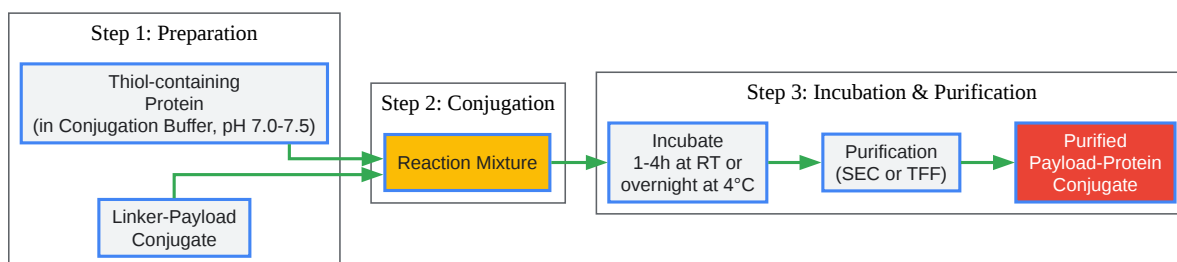 Step 1: Preparation
Thiol-containing
Protein
(in Conjugation Buffer, pH 7.0-7.5)
Linker-Payload
Conjugate
Step 2: Conjugation
Reaction Mixture
Step 3: Incubation & Purification
Incubate
1-4h at RT or
overnight at 4°C
Purification
(SEC or TFF)
Purified
Payload-Protein
Conjugate